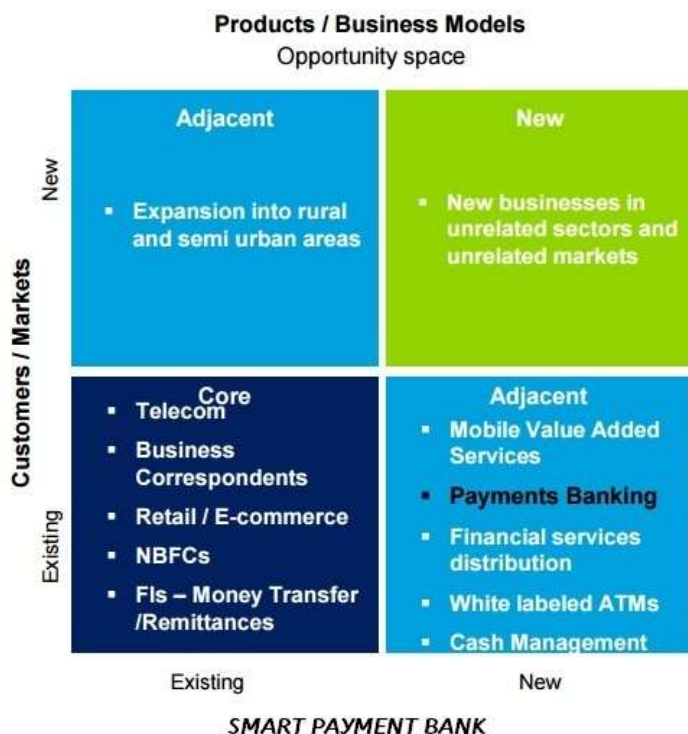 Products / Business Models
Opportunity space
Customers / Markets
New
Existing
Adjacent
▪ Expansion into rural
and semi urban areas
New
▪ New businesses in
unrelated sectors and
unrelated markets
Core
▪ Telecom
▪ Business
Correspondents
▪ Retail / E-commerce
▪ NBFCs
▪ FIs – Money Transfer
/Remittances
Adjacent
▪ Mobile Value Added
Services
▪ Payments Banking
▪ Financial services
distribution
▪ White labeled ATMs
▪ Cash Management
Existing
New
SMART PAYMENT BANK